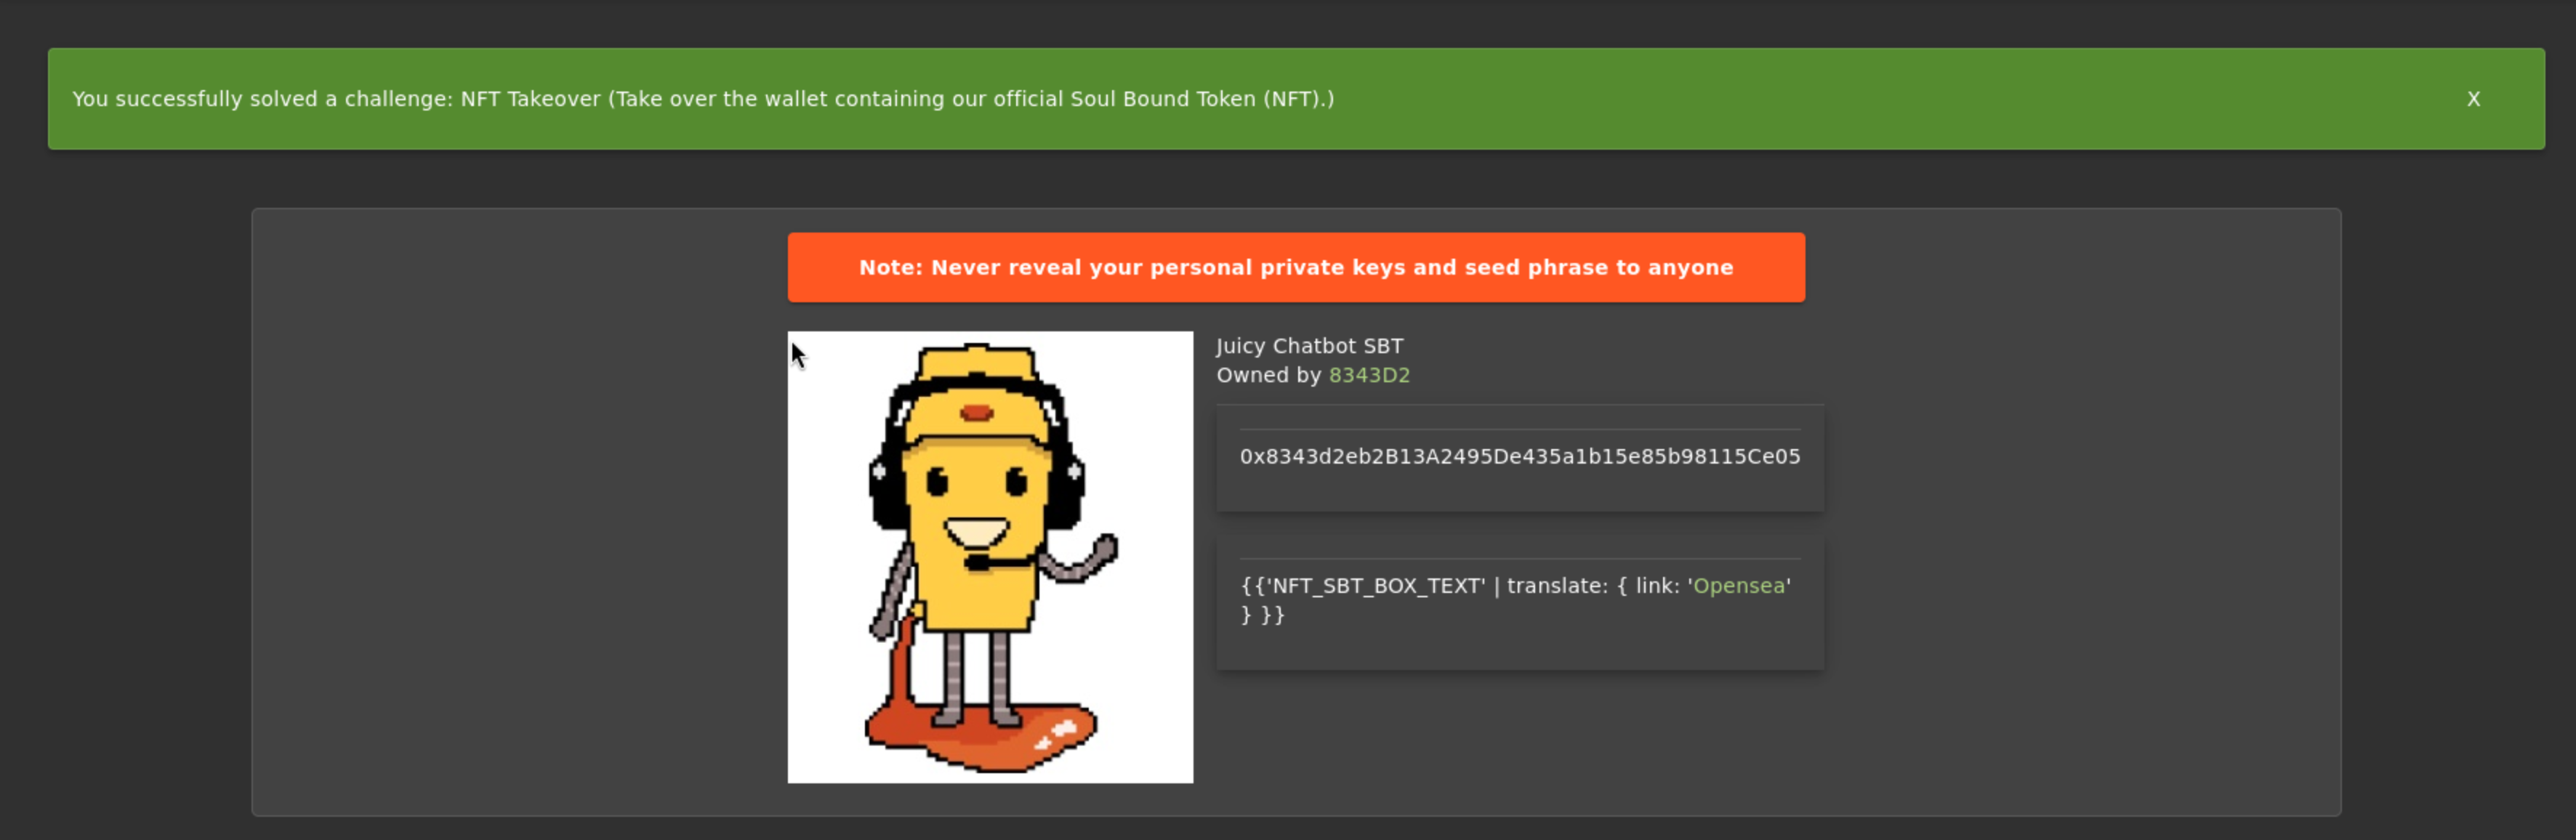 You successfully solved a challenge: NFT Takeover (Take over the wallet containing our official Soul Bound Token (NFT).)
X
Note: Never reveal your personal private keys and seed phrase to anyone
Juicy Chatbot SBT
Owned by 8343D2
0x8343d2eb2B13A2495De435a1b15e85b98115Ce05
{{'NFT_SBT_BOX_TEXT' | translate: { link: 'Opensea'
} }}